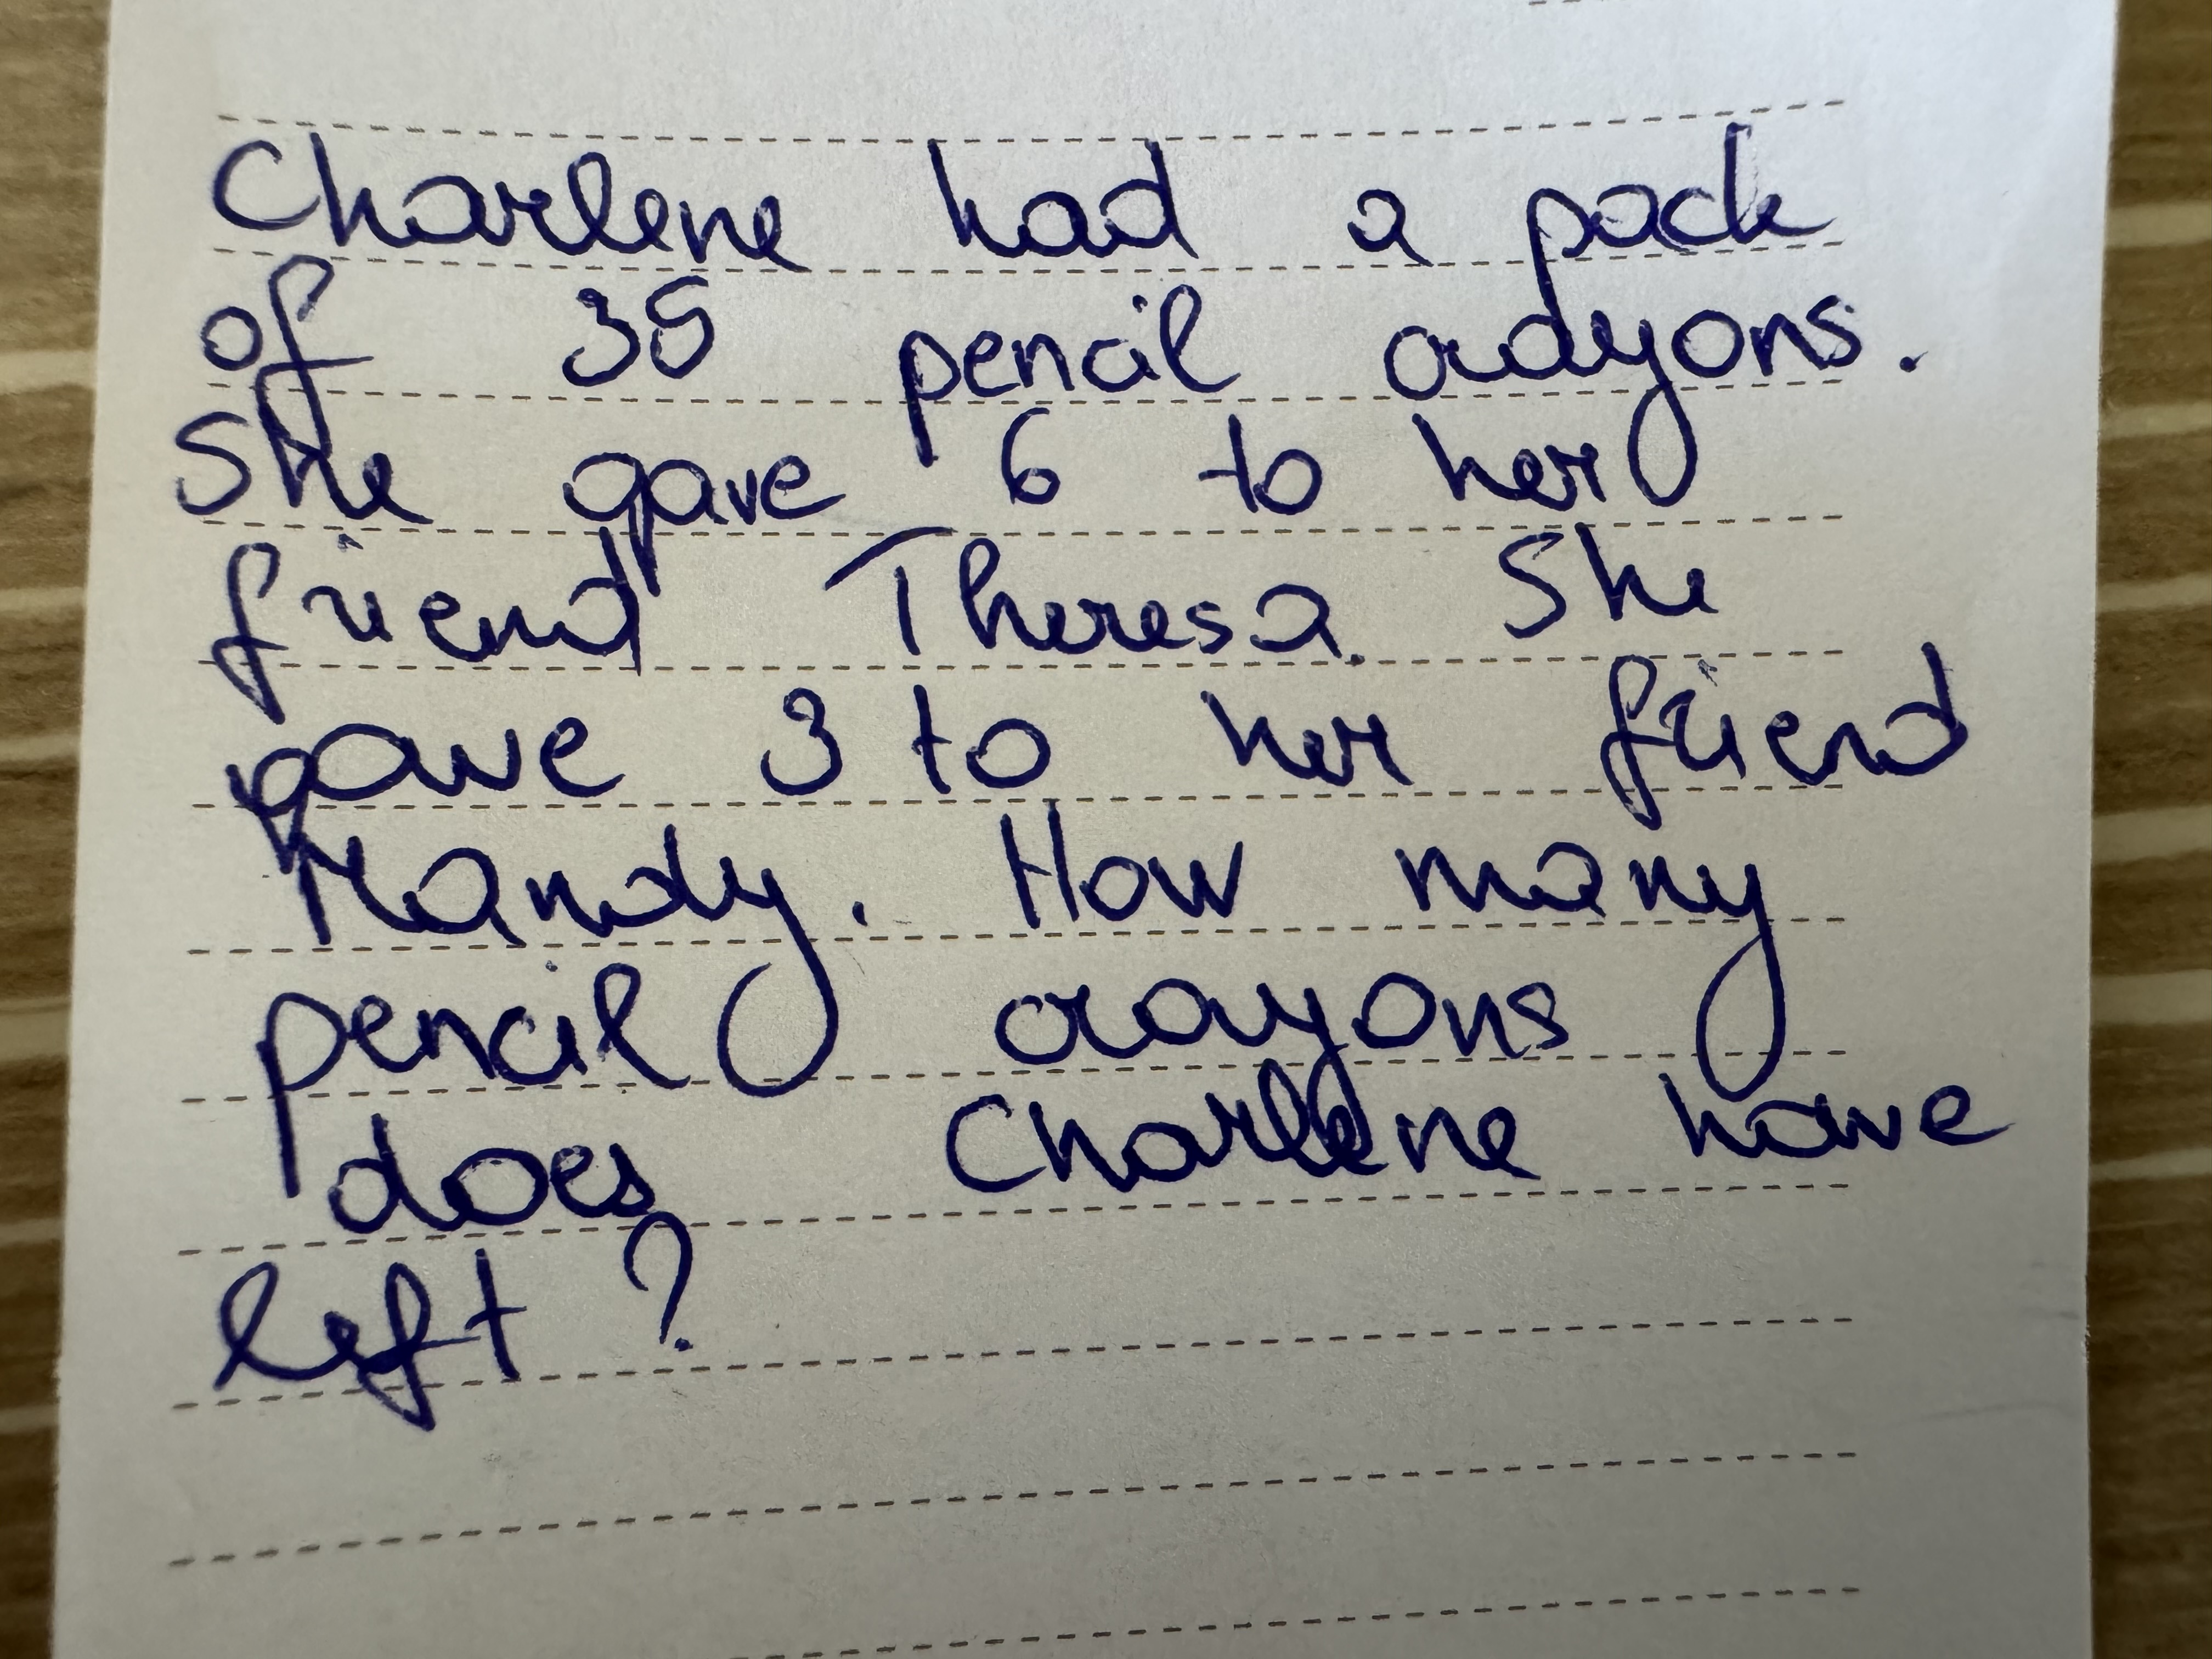 Charlene had a pack
of 35 pencil crayons.
She gave 6 to her
friend Theresa. She
gave 3 to her friend
Mandy. How many
pencil crayons
does Charlene have
left?